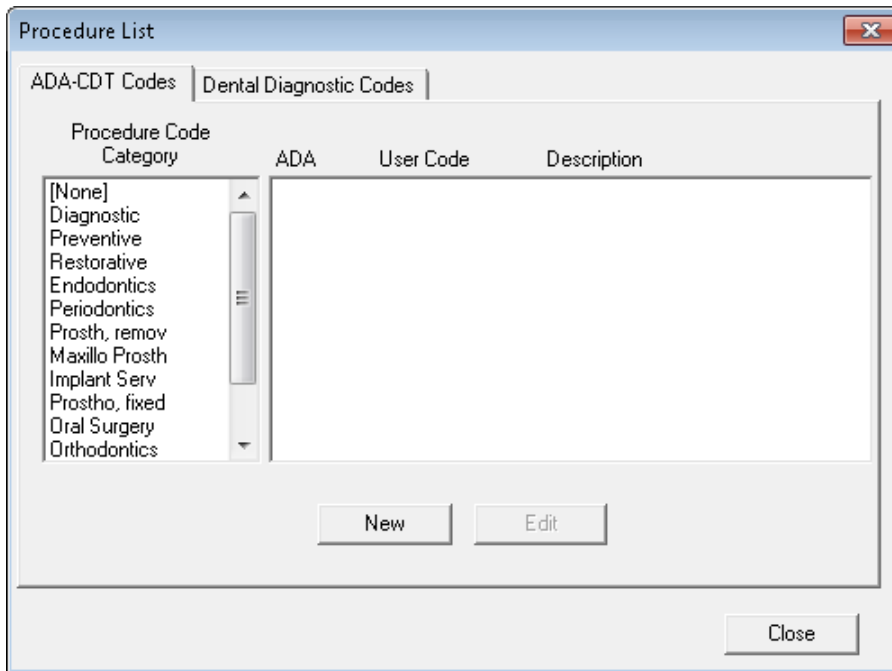 Procedure List
ADA-CDT Codes
Dental Diagnostic Codes
Procedure Code
Category
ADA User Code Description
[None]
Diagnostic
Preventive
Restorative
Endodontics
Periodontics
Prosth, remov
Maxillo Prosth
Implant Serv
Prostho, fixed
Oral Surgery
Orthodontics
New
Edit
Close